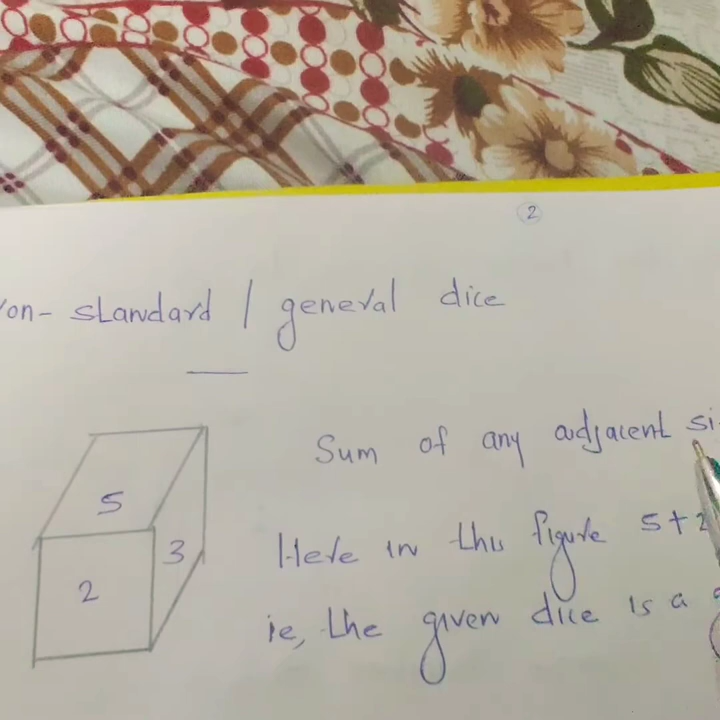 2
on- standard / general dice
Sum of any adjacent si
5
3
Here in this figure 5+2
2
ie, the given dice is a